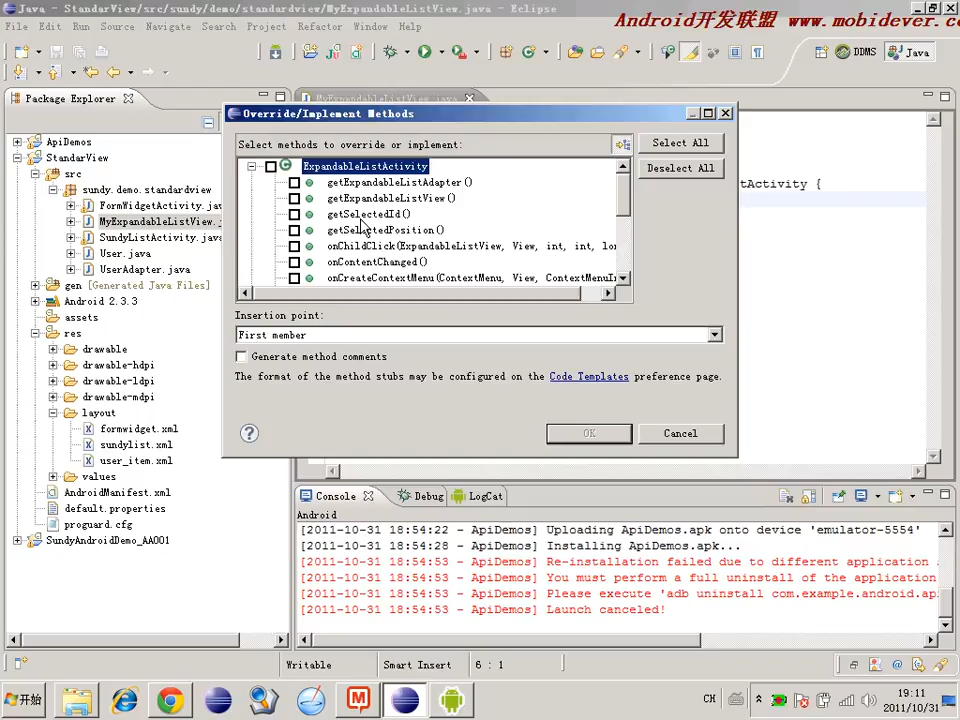 Java - StandarView/src/sundy/demo/standardview/MyExpandableListView.java - Eclipse
Android开发联盟 www.mobidever.co
File Edit Run Source Navigate Search Project Refactor Window Help
DDMS Java
Package Explorer
MyExpandableListView.java
ApiDemos
StandarView
src
sundy.demo.standardview
FormWidgetActivity.jav
MyExpandableListView.
SundyListActivity.java
User.java
UserAdapter.java
gen [Generated Java Files]
Android 2.3.3
assets
res
drawable
drawable-hdpi
drawable-ldpi
drawable-mdpi
layout
formwidget.xml
sundylist.xml
user_item.xml
values
AndroidManifest.xml
default.properties
proguard.cfg
SundyAndroidDemo_AA001
Override/Implement Methods
Select methods to override or implement:
Select All
Deselect All
ExpandableListActivity
getExpandableListAdapter()
getExpandableListView()
getSelectedId()
getSelectedPosition()
onChildClick(ExpandableListView, View, int, int, lo
onContentChanged()
onCreateContextMenu(ContextMenu, View, ContextMenuI
tActivity {
Insertion point:
First member
Generate method comments
The format of the method stubs may be configured on the Code Templates preference page.
OK
Cancel
Console Debug LogCat
Android
[2011-10-31 18:54:22 - ApiDemos] Uploading ApiDemos.apk onto device 'emulator-5554'
[2011-10-31 18:54:28 - ApiDemos] Installing ApiDemos.apk...
[2011-10-31 18:54:53 - ApiDemos] Re-installation failed due to different application
[2011-10-31 18:54:53 - ApiDemos] You must perform a full uninstall of the application
[2011-10-31 18:54:53 - ApiDemos] Please execute 'adb uninstall com.example.android.ap
[2011-10-31 18:54:53 - ApiDemos] Launch canceled!
Writable Smart Insert 6 : 1
开始
CH
19:11
2011/10/31